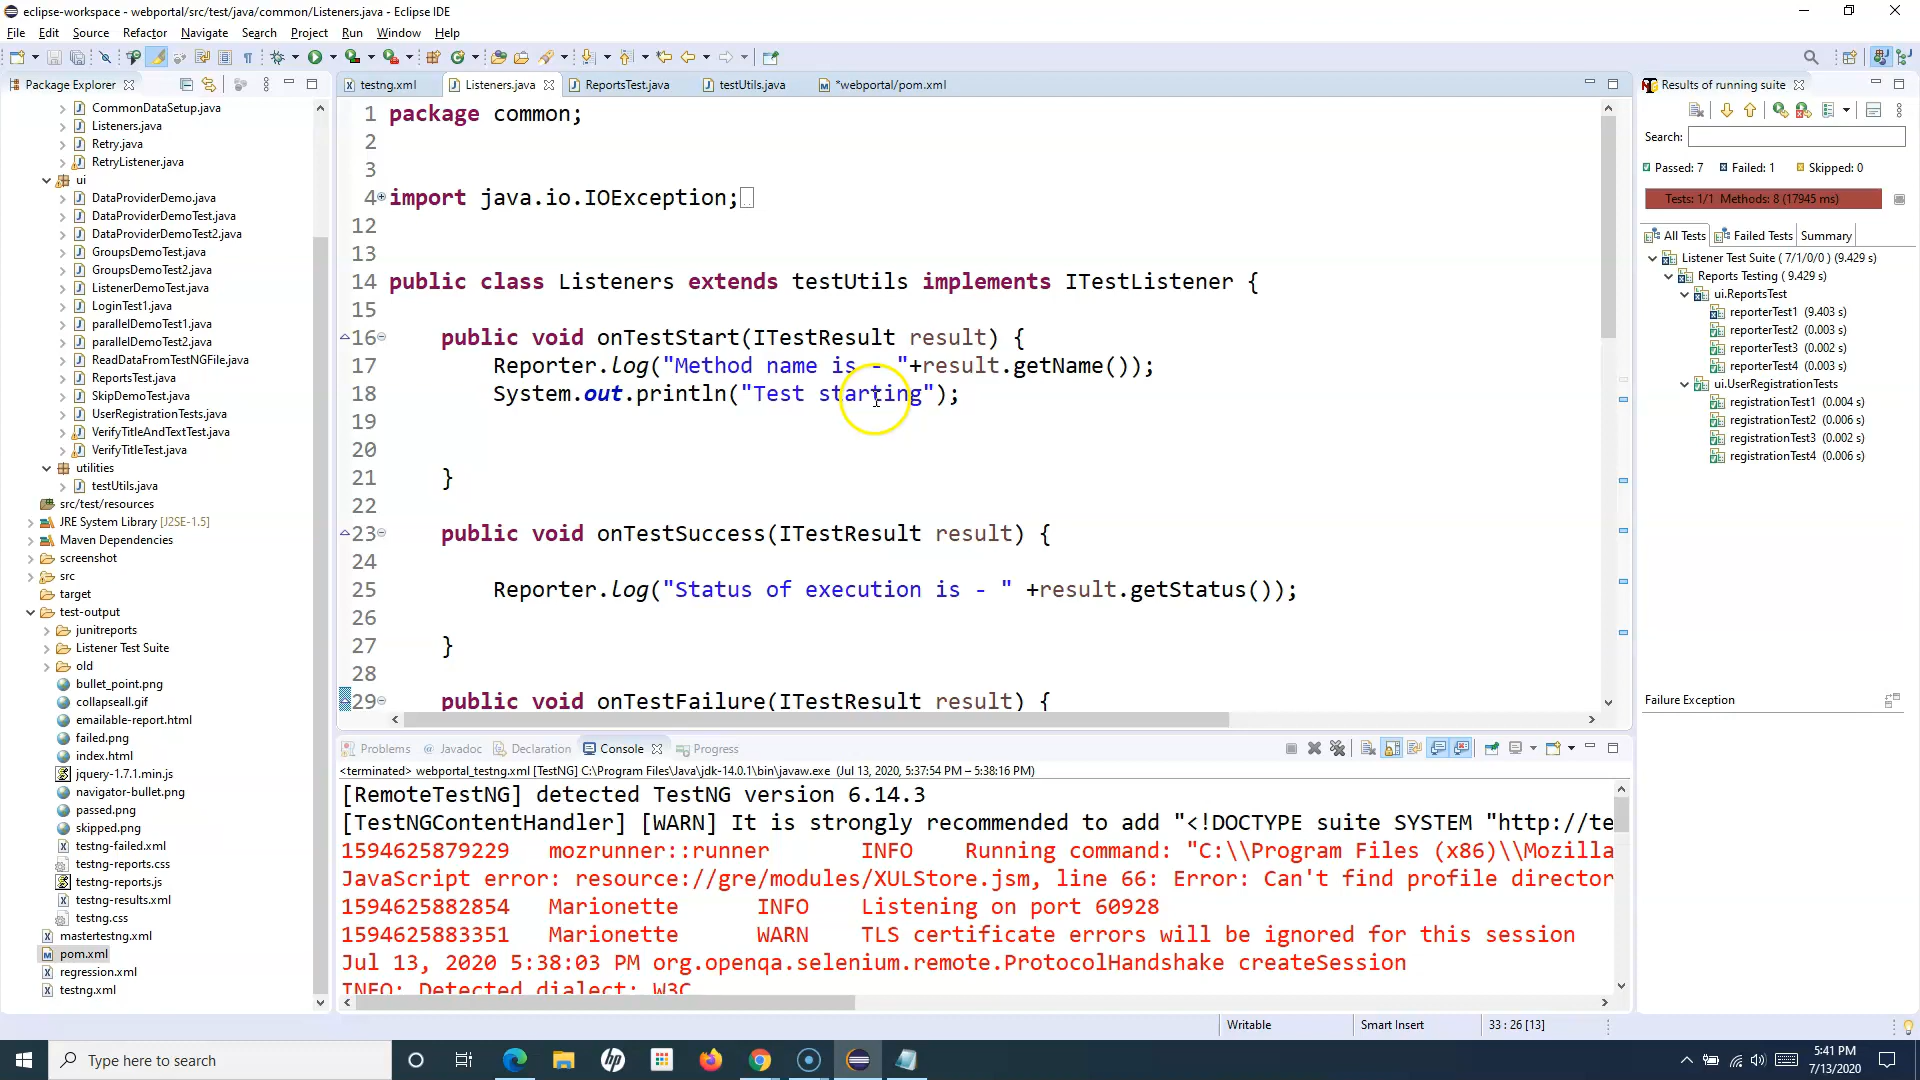 eclipse-workspace - webportal/src/test/java/common/Listeners.java - Eclipse IDE
File Edit Source Refactor Navigate Search Project Run Window Help
Package Explorer
CommonDataSetup.java
Listeners.java
Retry.java
RetryListener.java
ui
DataProviderDemo.java
DataProviderDemoTest.java
DataProviderDemoTest2.java
GroupsDemoTest.java
GroupsDemoTest2.java
ListenerDemoTest.java
LoginTest1.java
parallelDemoTest1.java
parallelDemoTest2.java
ReadDataFromTestNGFile.java
ReportsTest.java
SkipDemoTest.java
UserRegistrationTests.java
VerifyTitleAndTextTest.java
VerifyTitleTest.java
utilities
testUtils.java
src/test/resources
JRE System Library [J2SE-1.5]
Maven Dependencies
screenshot
src
target
test-output
junitreports
Listener Test Suite
old
bullet_point.png
collapseall.gif
emailable-report.html
failed.png
index.html
jquery-1.7.1.min.js
navigator-bullet.png
passed.png
skipped.png
testng-failed.xml
testng-reports.css
testng-reports.js
testng-results.xml
testng.css
mastertestng.xml
pom.xml
regression.xml
testng.xml
testng.xml Listeners.java ReportsTest.java testUtils.java *webportal/pom.xml
1 package common;
2
3
4 import java.io.IOException;
12
13
14 public class Listeners extends testUtils implements ITestListener {
15
16 public void onTestStart(ITestResult result) {
17 Reporter.log("Method name is - "+result.getName());
18 System.out.println("Test starting");
19
20
21 }
22
23 public void onTestSuccess(ITestResult result) {
24
25 Reporter.log("Status of execution is - " +result.getStatus());
26
27 }
28
29 public void onTestFailure(ITestResult result) {
Problems Javadoc Declaration Console Progress
<terminated> webportal_testng.xml [TestNG] C:\Program Files\Java\jdk-14.0.1\bin\javaw.exe (Jul 13, 2020, 5:37:54 PM – 5:38:16 PM)
[RemoteTestNG] detected TestNG version 6.14.3
[TestNGContentHandler] [WARN] It is strongly recommended to add "<!DOCTYPE suite SYSTEM "http://te
1594625879229 mozrunner::runner INFO Running command: "C:\\Program Files (x86)\\Mozilla
JavaScript error: resource://gre/modules/XULStore.jsm, line 66: Error: Can't find profile director
1594625882854 Marionette INFO Listening on port 60928
1594625883351 Marionette WARN TLS certificate errors will be ignored for this session
Jul 13, 2020 5:38:03 PM org.openqa.selenium.remote.ProtocolHandshake createSession
INFO: Detected dialect: W3C
Results of running suite
Search:
Passed: 7 Failed: 1 Skipped: 0
Tests: 1/1 Methods: 8 (17945 ms)
All Tests Failed Tests Summary
Listener Test Suite ( 7/1/0/0 ) (9.429 s)
Reports Testing ( 9.429 s)
ui.ReportsTest
reporterTest1 (9.403 s)
reporterTest2 (0.003 s)
reporterTest3 (0.002 s)
reporterTest4 (0.003 s)
ui.UserRegistrationTests
registrationTest1 (0.004 s)
registrationTest2 (0.006 s)
registrationTest3 (0.002 s)
registrationTest4 (0.006 s)
Failure Exception
Writable Smart Insert 33 : 26 [13]
Type here to search
5:41 PM
7/13/2020